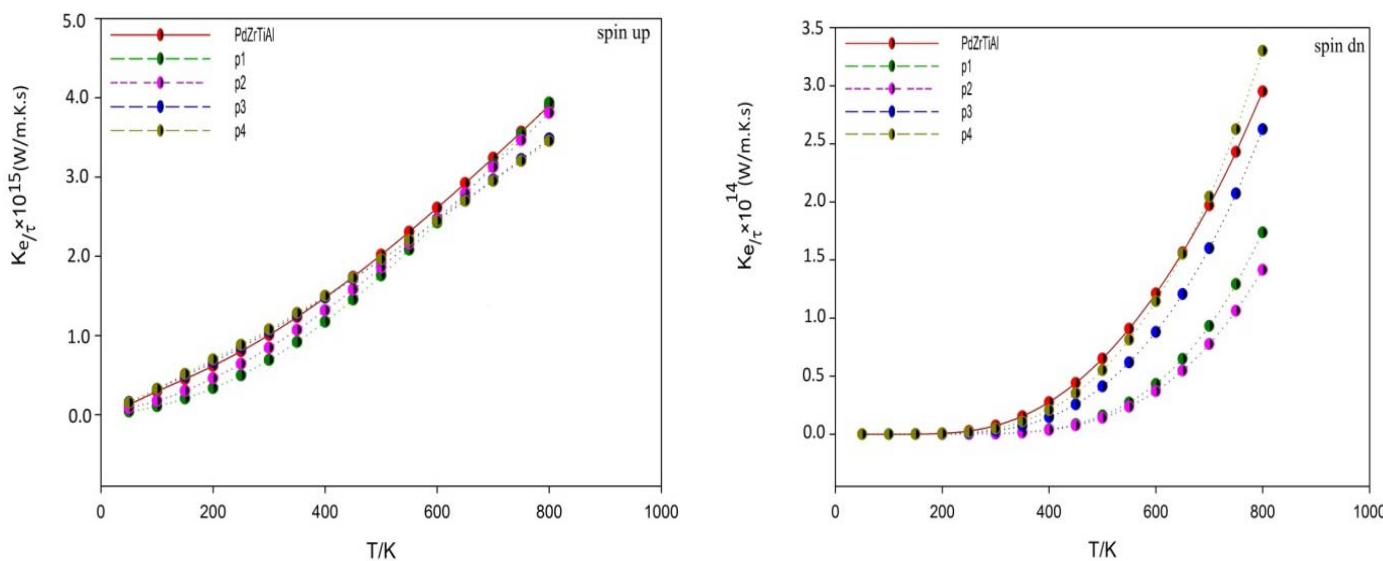 5.0
4.0
3.0
2.0
1.0
0.0
0
200
400
600
800
1000
T/K
Ke/τ×10^15(W/m.K.s)
PdZrTiAl
p1
p2
p3
p4
spin up
3.5
3.0
2.5
2.0
1.5
1.0
0.5
0.0
0
200
400
600
800
1000
T/K
Ke/τ×10^14(W/m.K.s)
PdZrTiAl
p1
p2
p3
p4
spin dn